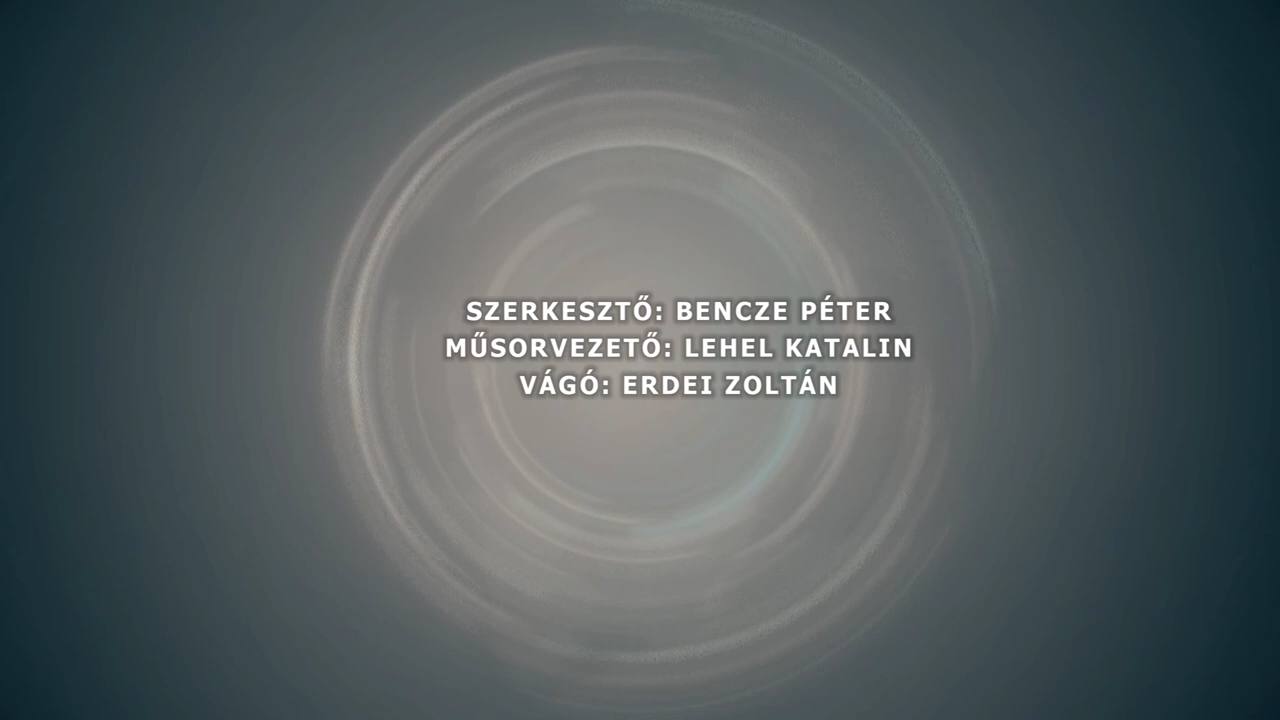 SZERKESZTŐ: BENCZE PÉTER
MŰSORVEZETŐ: LEHEL KATALIN
VÁGÓ: ERDEI ZOLTÁN